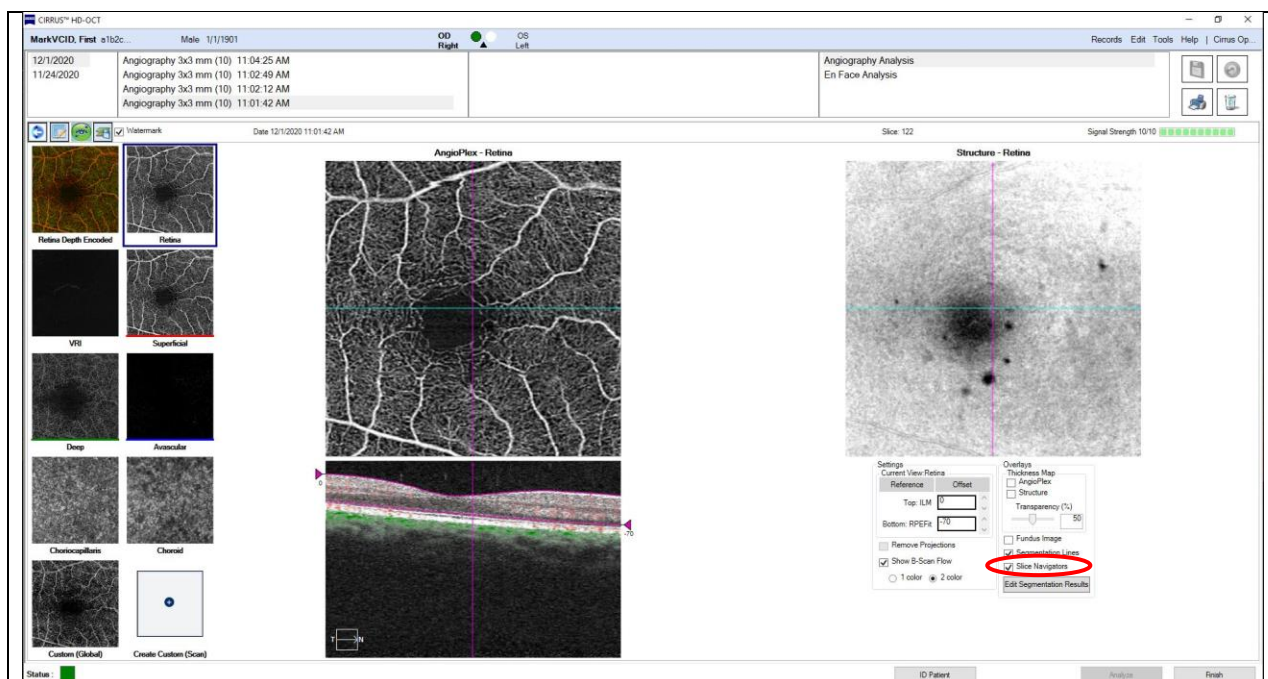 CIRRUS™ HD-OCT
MarkVCID, First a1b2c... Male 1/1/1901 OD Right OS Left Records Edit Tools Help | Cirrus Op...
12/1/2020
11/24/2020
Angiography 3x3 mm (10) 11:04:25 AM
Angiography 3x3 mm (10) 11:02:49 AM
Angiography 3x3 mm (10) 11:02:12 AM
Angiography 3x3 mm (10) 11:01:42 AM
Angiography Analysis
En Face Analysis
Watermark Date 12/1/2020 11:01:42 AM Slice: 122 Signal Strength 10/10
Retina Depth Encoded Retina
VRI Superficial
Deep Avascular
Choriocapillaris Choroid
Custom (Global) Create Custom (Scan)
AngioPlex - Retina
0
-70
T N
Structure - Retina
Settings
Current View:Retina
Reference Offset
Top: ILM 0
Bottom: RPEFit -70
Remove Projections
Show B-Scan Flow
1 color 2 color
Overlays
Thickness Map
AngioPlex
Structure
Transparency (%)
50
Fundus Image
Segmentation Lines
Slice Navigators
Edit Segmentation Results
Status : ID Patient Analyze Finish